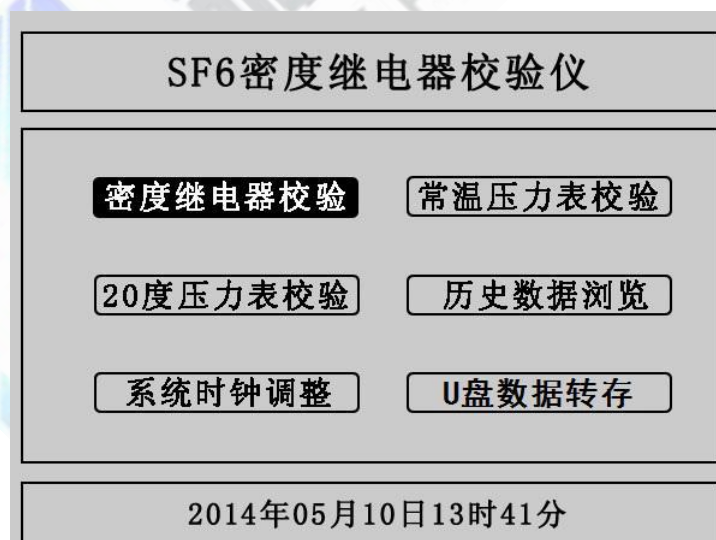 SF6密度继电器校验仪
密度继电器校验 常温压力表校验
20度压力表校验 历史数据浏览
系统时钟调整 U盘数据转存
2014年05月10日13时41分